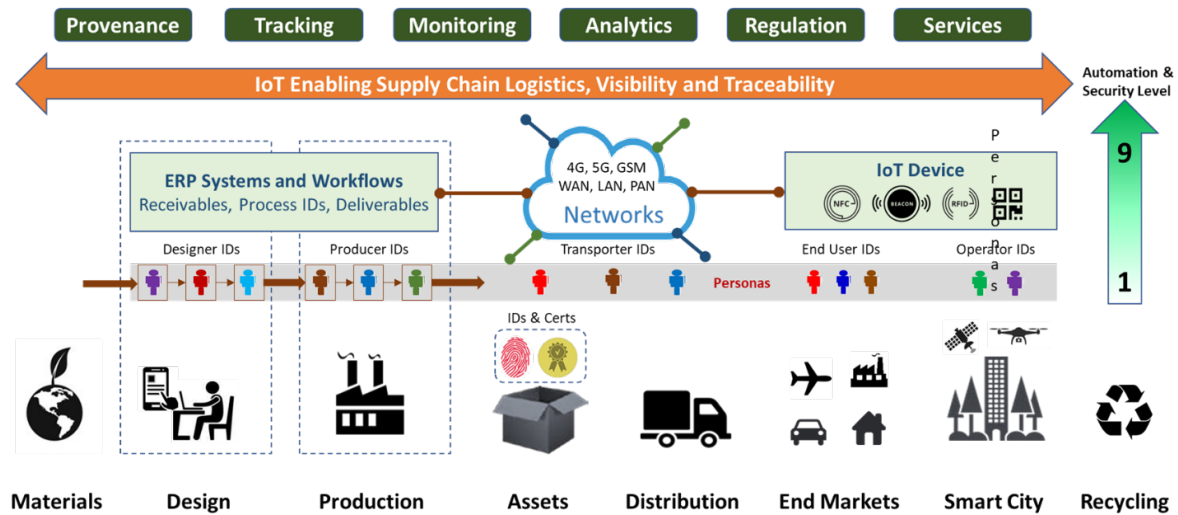 Provenance
Tracking
Monitoring
Analytics
Regulation
Services
IoT Enabling Supply Chain Logistics, Visibility and Traceability
Automation &
Security Level
9
1
ERP Systems and Workflows
Receivables, Process IDs, Deliverables
4G, 5G, GSM
WAN, LAN, PAN
Networks
IoT Device
NFC
BEACON
RFID
Personas
Designer IDs
Producer IDs
Transporter IDs
End User IDs
Operator IDs
Personas
IDs & Certs
Materials
Design
Production
Assets
Distribution
End Markets
Smart City
Recycling